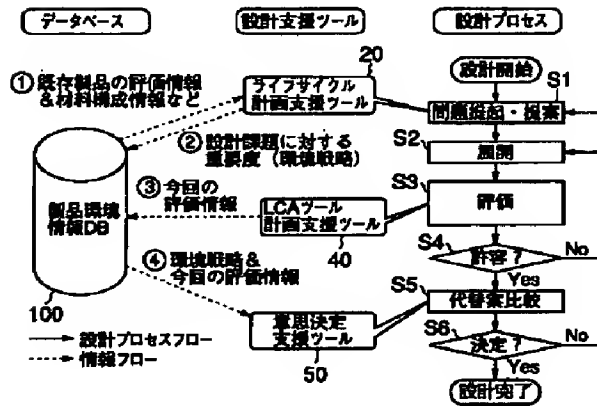 データベース
設計支援ツール
設計プロセス
① 既存製品の評価情報
&材料構成情報など
20
ライフサイクル
計画支援ツール
② 設計課題に対する
重要度(環境戦略)
③ 今回の
評価情報
製品環境
情報DB
100
LCAツール
計画支援ツール
40
④ 環境戦略&
今回の評価情報
意思決定
支援ツール
50
設計開始
S1
問題提起・提案
S2
展開
S3
評価
S4
許容?
No
Yes
S5
代替案比較
S6
決定?
No
Yes
設計完了
設計プロセスフロー
情報フロー